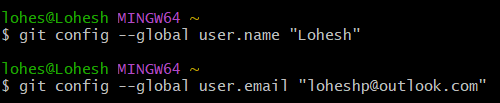 lohes@Lohesh MINGW64 ~
$ git config --global user.name "Lohesh"
lohes@Lohesh MINGW64 ~
$ git config --global user.email "loheshp@outlook.com"